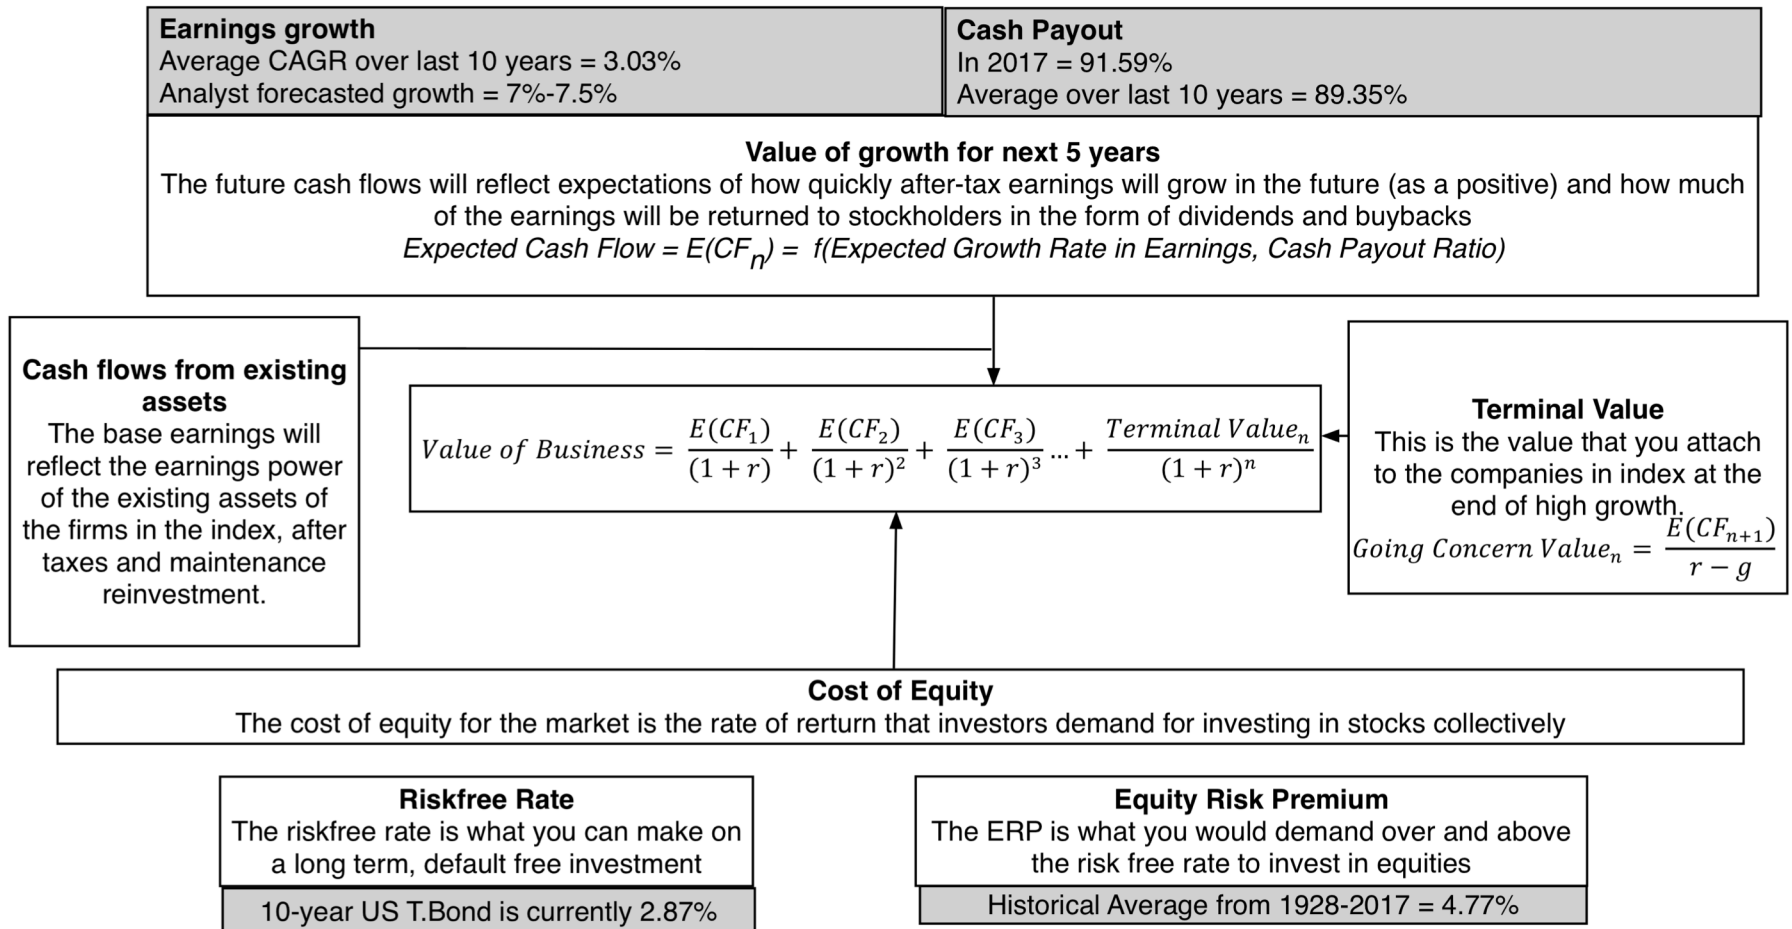 Earnings growth
Average CAGR over last 10 years = 3.03%
Analyst forecasted growth = 7%-7.5%
Cash Payout
In 2017 = 91.59%
Average over last 10 years = 89.35%
Value of growth for next 5 years
The future cash flows will reflect expectations of how quickly after-tax earnings will grow in the future (as a positive) and how much
of the earnings will be returned to stockholders in the form of dividends and buybacks
Expected Cash Flow = E(CFn) = f(Expected Growth Rate in Earnings, Cash Payout Ratio)
Cash flows from existing
assets
The base earnings will
reflect the earnings power
of the existing assets of
the firms in the index, after
taxes and maintenance
reinvestment.
Value of Business = E(CF₁)/(1 + r) + E(CF₂)/(1 + r)² + E(CF₃)/(1 + r)³ ... + Terminal Valueₙ/(1 + r)ⁿ
Terminal Value
This is the value that you attach
to the companies in index at the
end of high growth.
Going Concern Valueₙ = E(CFₙ₊₁)/r − g
Cost of Equity
The cost of equity for the market is the rate of rerturn that investors demand for investing in stocks collectively
Riskfree Rate
The riskfree rate is what you can make on
a long term, default free investment
10-year US T.Bond is currently 2.87%
Equity Risk Premium
The ERP is what you would demand over and above
the risk free rate to invest in equities
Historical Average from 1928-2017 = 4.77%